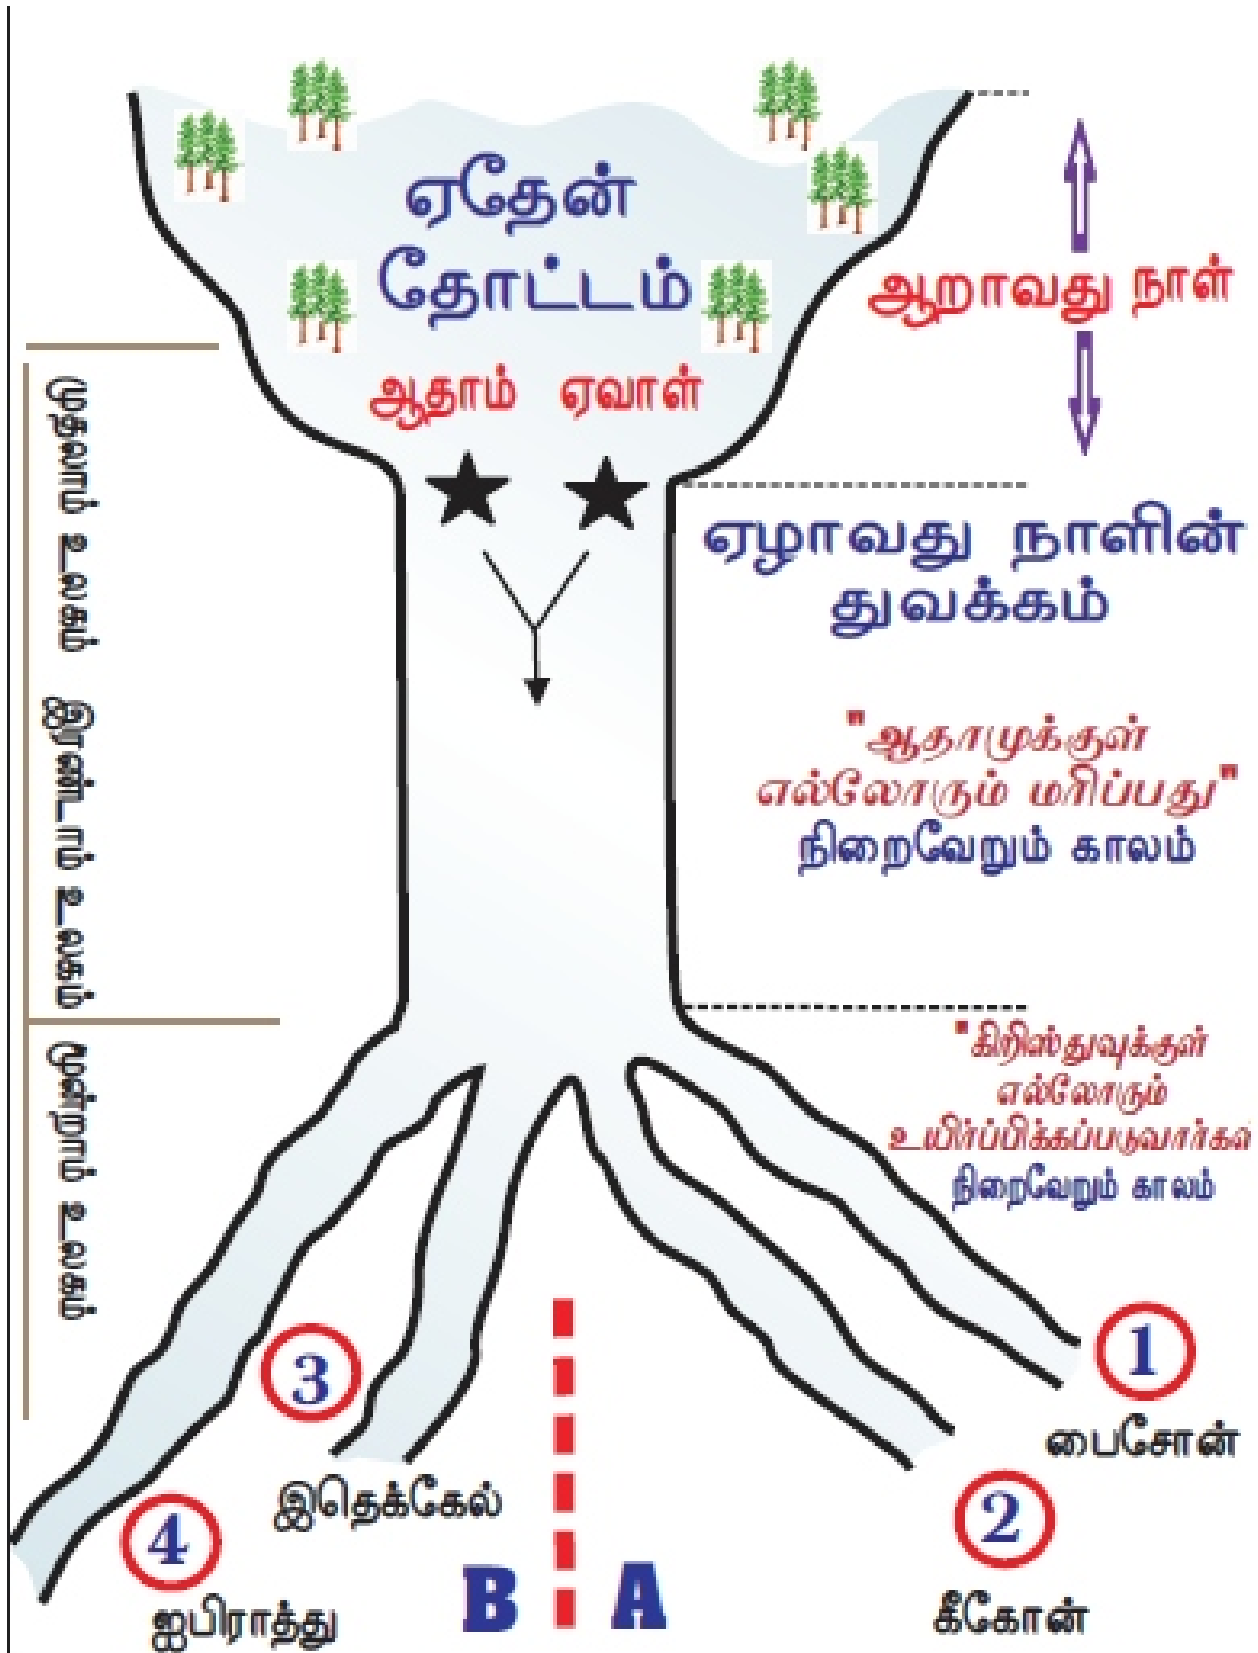 ஏதேன்
தோட்டம்
ஆறாவது நாள்
ஆதாம் ஏவாள்
முதலாம் உலகம்
ஏழாவது நாளின்
துவக்கம்
இரண்டாம் உலகம்
"ஆதாமுக்குள்
எல்லோரும் மரிப்பது"
நிறைவேறும் காலம்
மூன்றாம் உலகம்
"கிறிஸ்துவுக்குள்
எல்லோரும்
உயிர்ப்பிக்கப்படுவார்கள்
நிறைவேறும் காலம்
1
பைசோன்
3
இதெக்கேல்
2
கீகோன்
4
ஐபிராத்து
B A